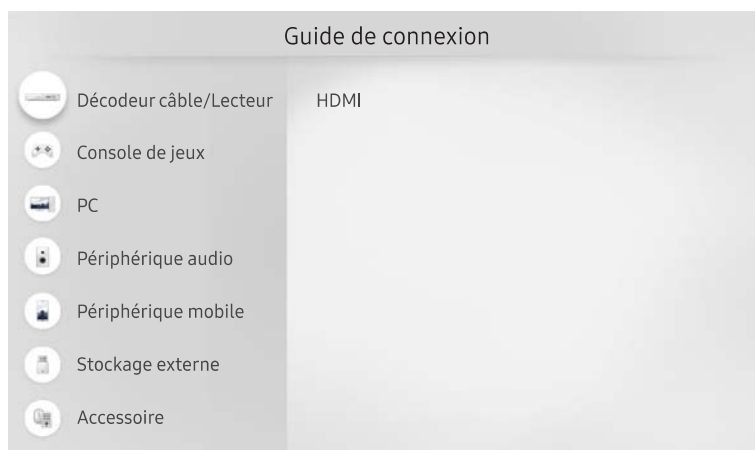 Guide de connexion
Décodeur câble/Lecteur
HDMI
Console de jeux
PC
Périphérique audio
Périphérique mobile
Stockage externe
Accessoire